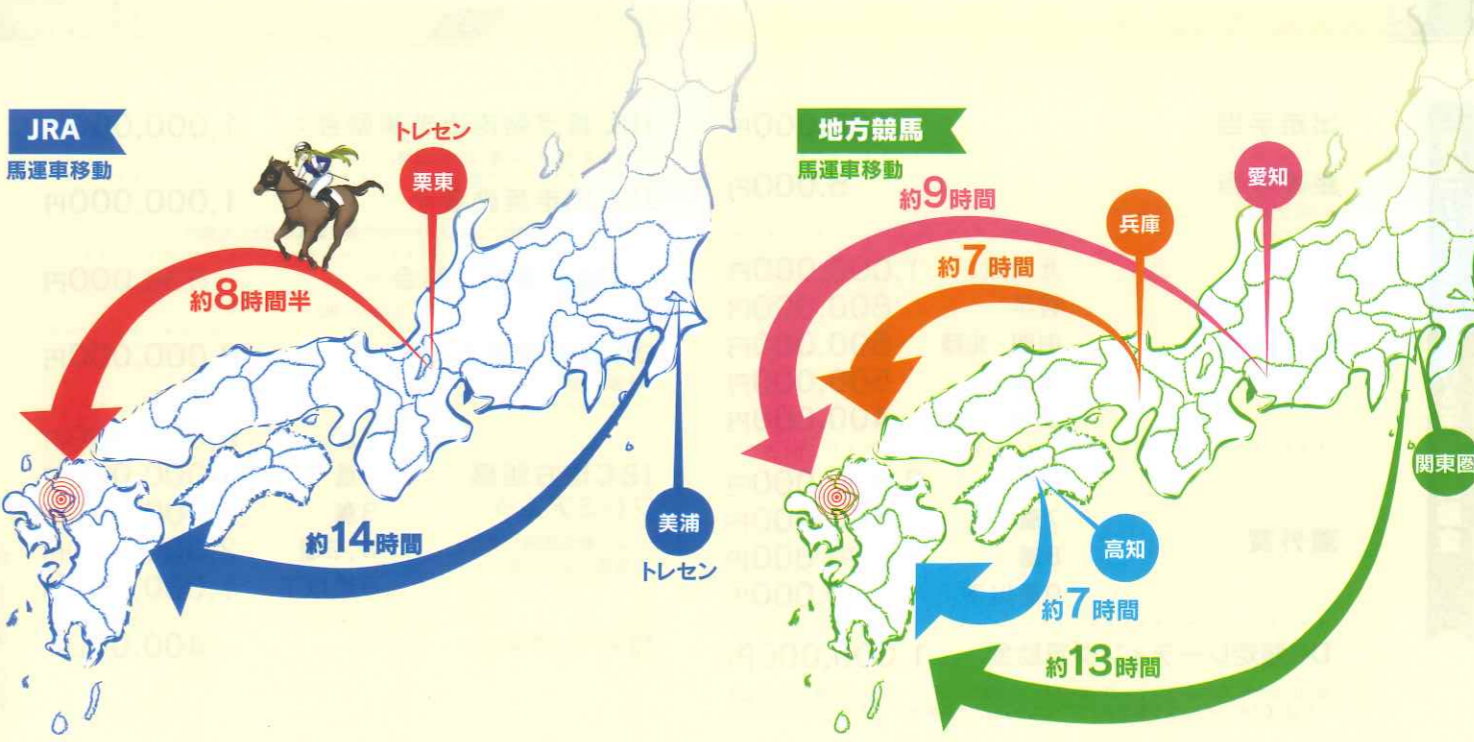 JRA
馬運車移動
トレセン
栗東
約8時間半
約14時間
美浦
トレセン
地方競馬
馬運車移動
愛知
約9時間
兵庫
約7時間
関東圏
高知
約7時間
約13時間